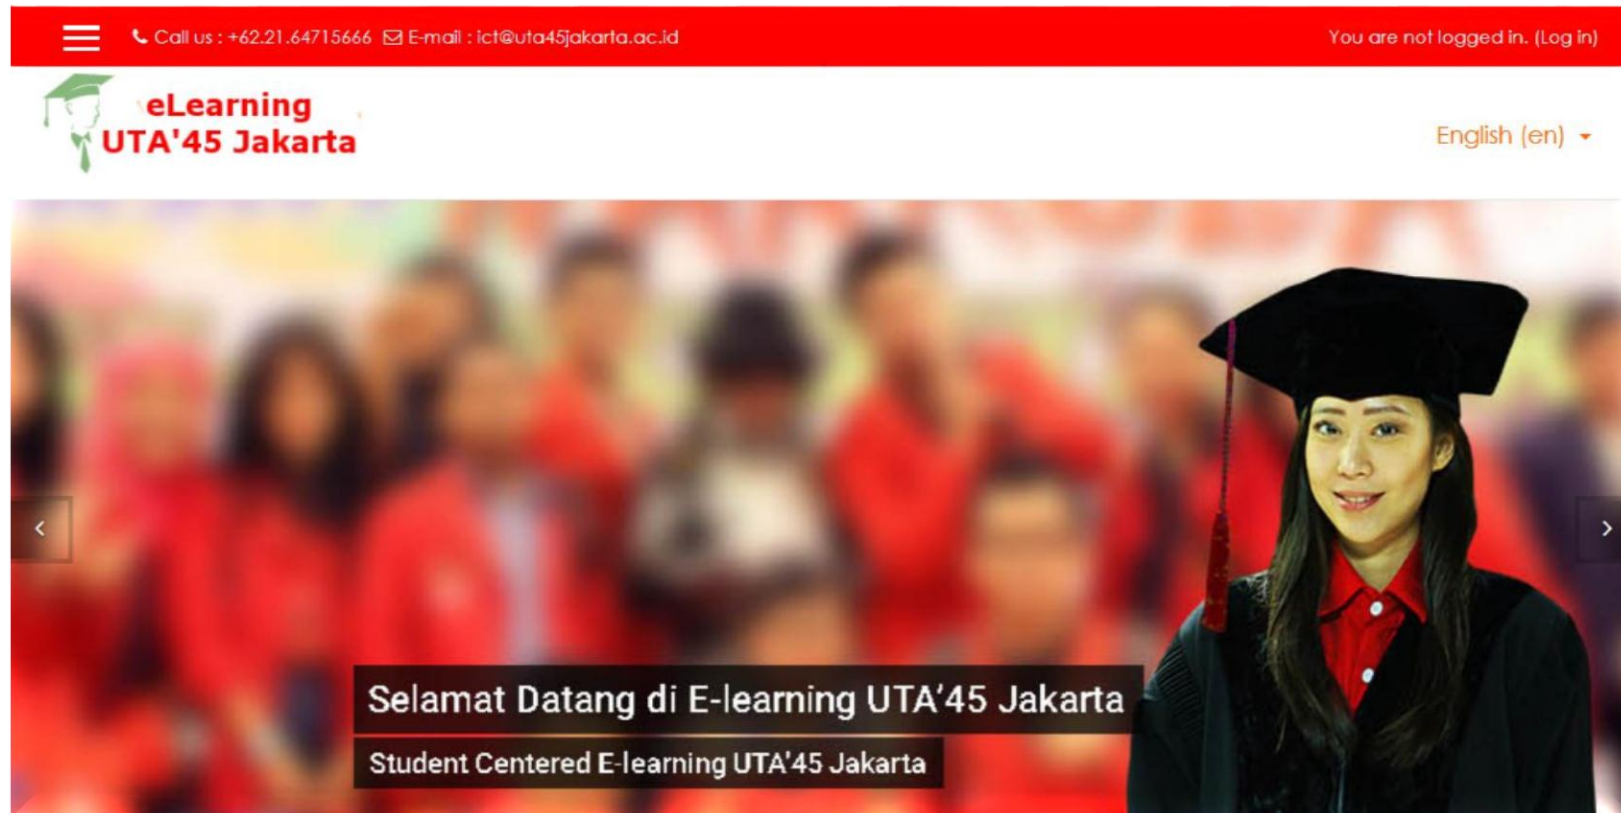 Call us : +62.21.64715666 E-mail : ict@uta45jakarta.ac.id
You are not logged in. (Log in)
eLearning
UTA'45 Jakarta
English (en)
Selamat Datang di E-learning UTA'45 Jakarta
Student Centered E-learning UTA'45 Jakarta